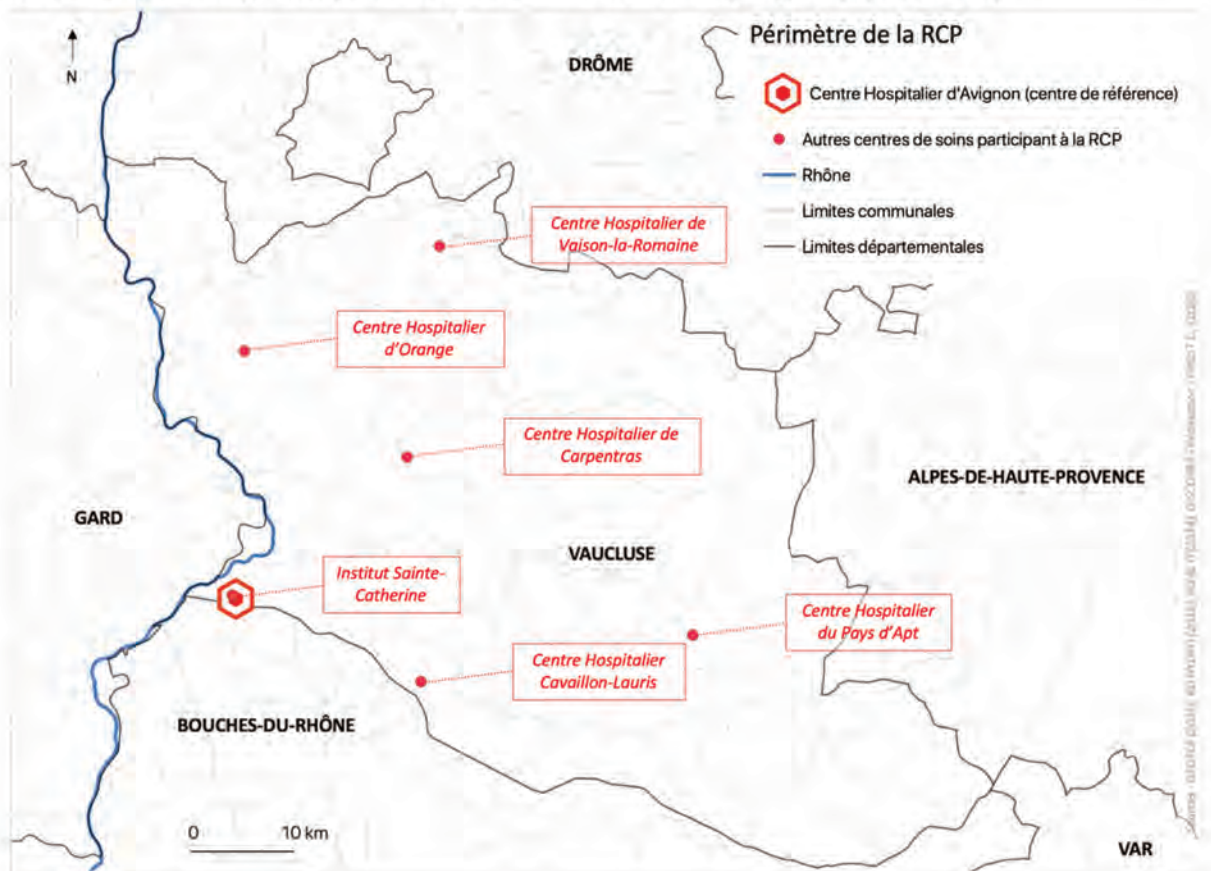 N
DRÔME
Périmètre de la RCP
Centre Hospitalier d'Avignon (centre de référence)
Autres centres de soins participant à la RCP
Rhône
Limites communales
Limites départementales
Centre Hospitalier de
Vaison-la-Romaine
Centre Hospitalier
d'Orange
Centre Hospitalier de
Carpentras
ALPES-DE-HAUTE-PROVENCE
GARD
VAUCLUSE
Institut Sainte-
Catherine
Centre Hospitalier
du Pays d'Apt
Centre Hospitalier
Cavaillon-Lauris
BOUCHES-DU-RHÔNE
0 10 km
VAR